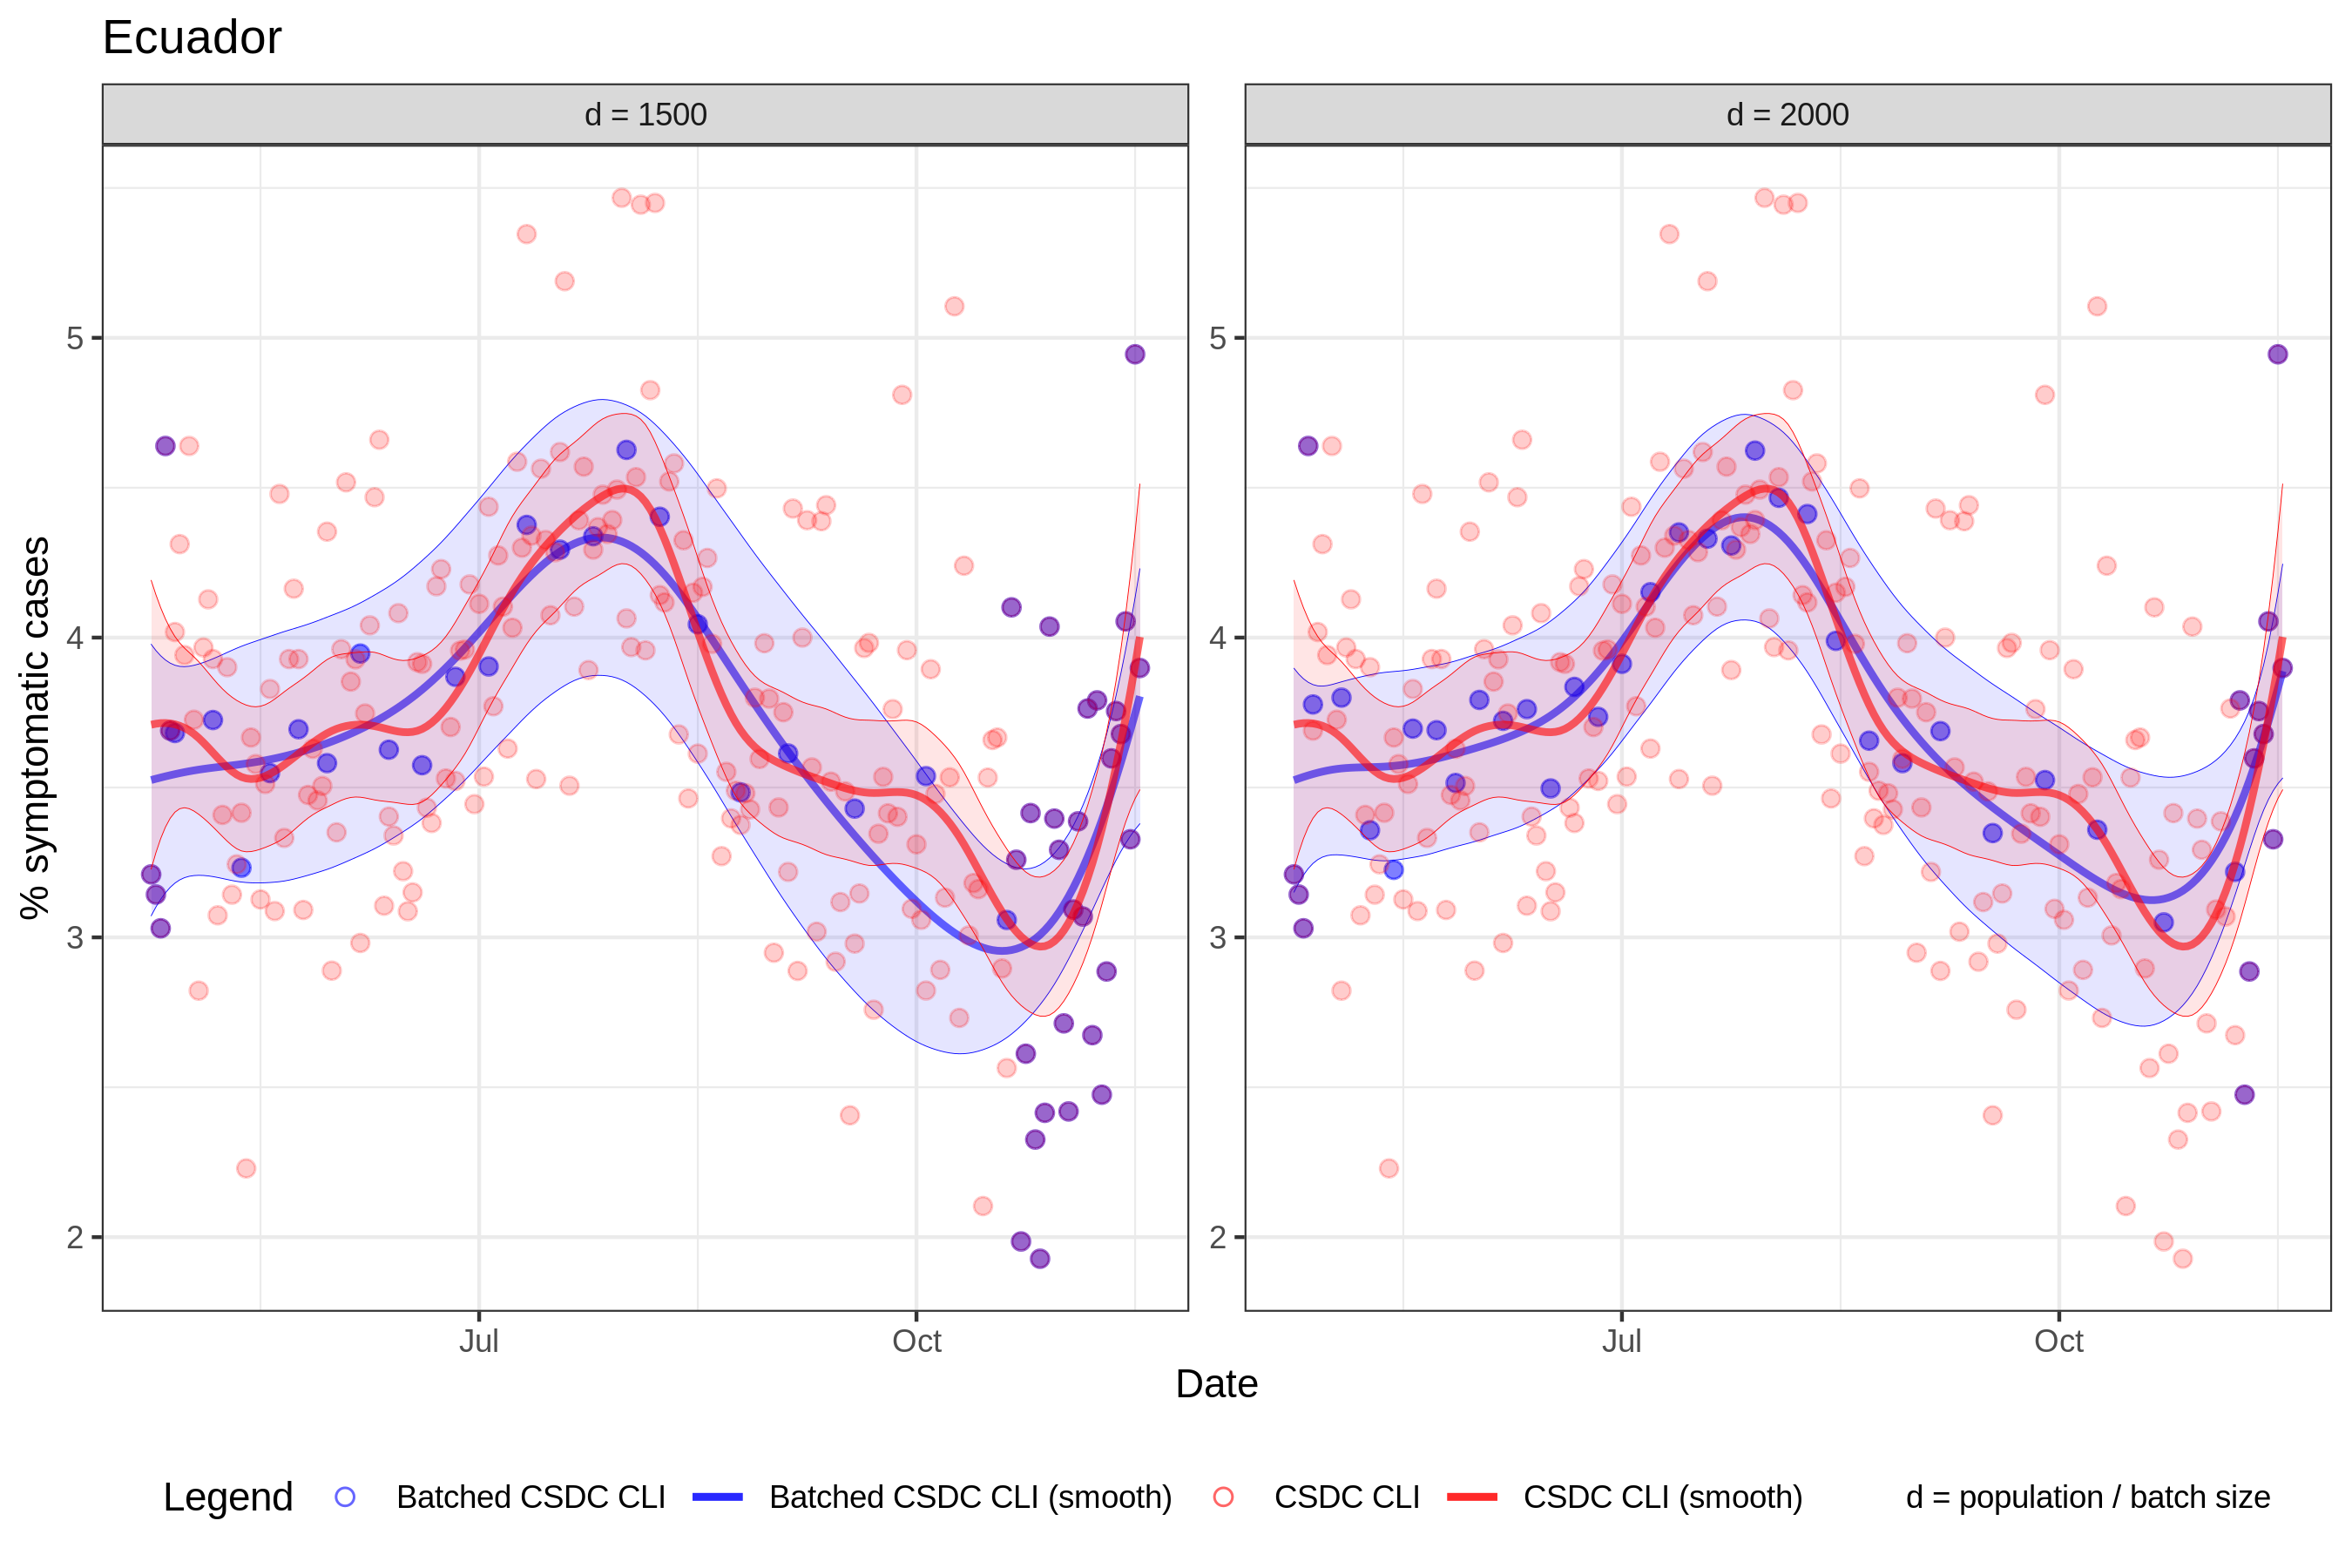 Ecuador
d = 1500
d = 2000
% symptomatic cases
5
4
3
2
5
4
3
2
Jul
Oct
Jul
Oct
Date
Legend
Batched CSDC CLI
Batched CSDC CLI (smooth)
CSDC CLI
CSDC CLI (smooth)
d = population / batch size